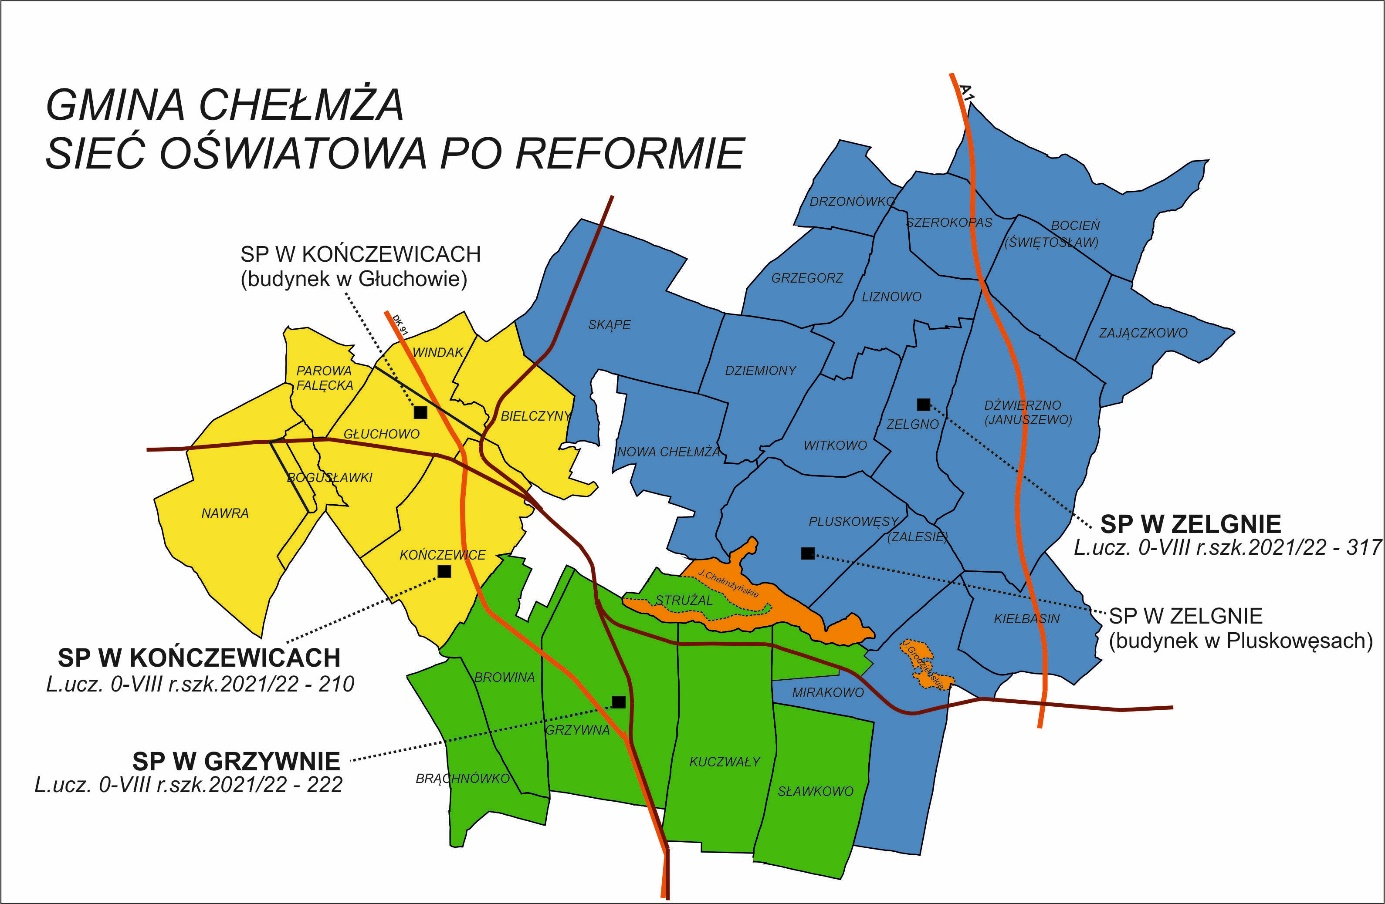 GMINA CHEŁMŻA
SIEĆ OŚWIATOWA PO REFORMIE
A1
DRZONÓWKO
SZEROKOPAS
BOCIEŃ
(ŚWIĘTOSŁAW)
SP W KOŃCZEWICACH
(budynek w Głuchowie)
GRZEGORZ
LIZNOWO
DK 91
SKĄPE
ZAJĄCZKOWO
WINDAK
PAROWA
FALĘCKA
DZIEMIONY
BIELCZYNY
DŹWIERZNO
(JANUSZEWO)
ZELGNO
GŁUCHOWO
WITKOWO
NOWA CHEŁMŻA
BOGUSŁAWKI
NAWRA
PLUSKOWĘSY
(ZALESIE)
SP W ZELGNIE
L.ucz. 0-VIII r.szk.2021/22 - 317
KOŃCZEWICE
J.Chełmżyńskie
STRUŻAL
KIEŁBASIN
SP W ZELGNIE
(budynek w Pluskowęsach)
SP W KOŃCZEWICACH
L.ucz. 0-VIII r.szk.2021/22 - 210
BROWINA
MIRAKOWO
GRZYWNA
SP W GRZYWNIE
L.ucz. 0-VIII r.szk.2021/22 - 222
KUCZWAŁY
BRĄCHNÓWKO
SŁAWKOWO